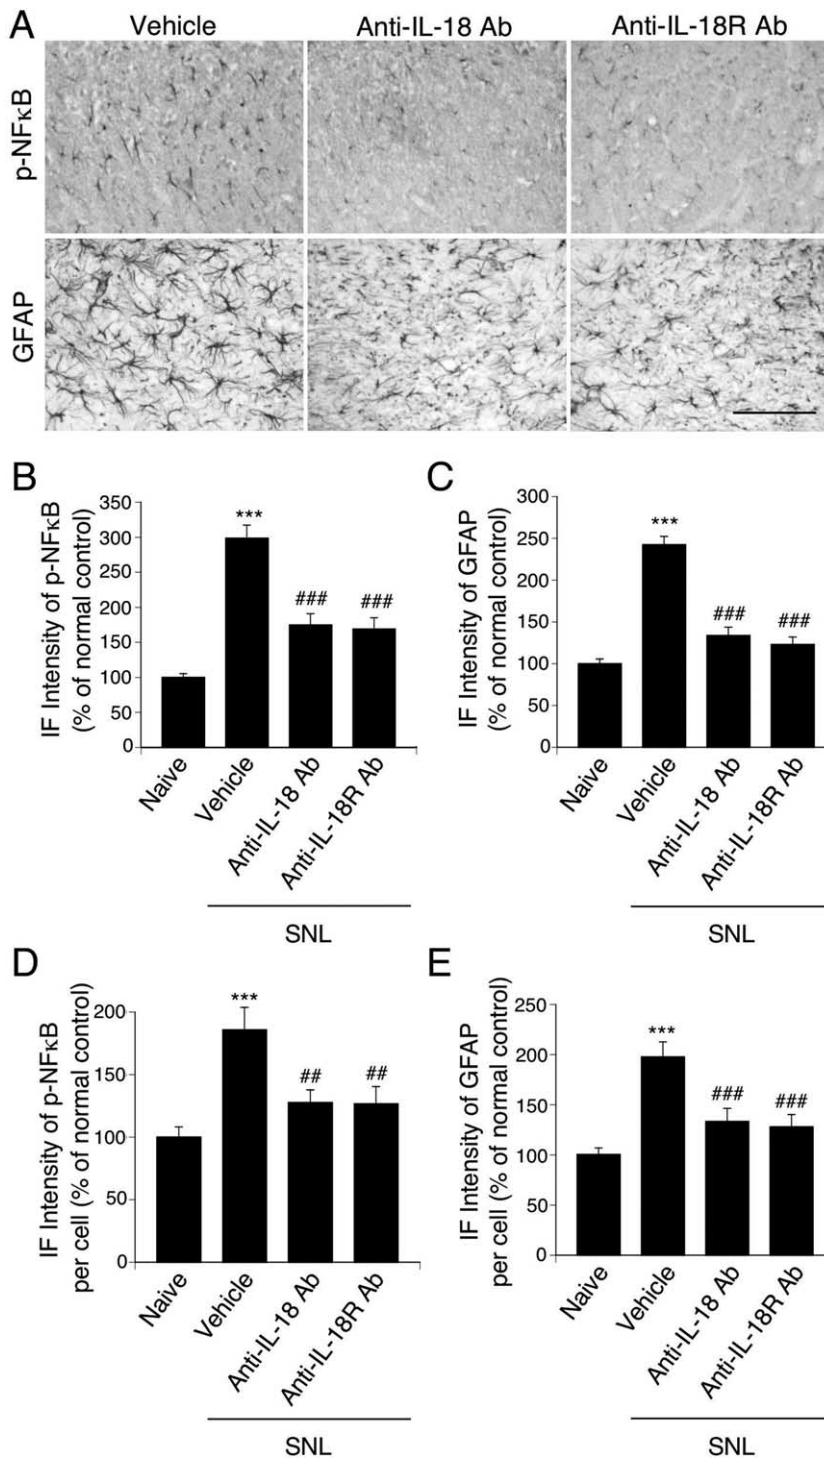 A
Vehicle
Anti-IL-18 Ab
Anti-IL-18R Ab
p-NFκB
GFAP
B
IF Intensity of p-NFκB
(% of normal control)
350
300
250
200
150
100
50
0
***
###
###
Naive
Vehicle
Anti-IL-18 Ab
Anti-IL-18R Ab
SNL
C
IF Intensity of GFAP
(% of normal control)
300
250
200
150
100
50
0
***
###
###
Naive
Vehicle
Anti-IL-18 Ab
Anti-IL-18R Ab
SNL
D
IF Intensity of p-NFκB
per cell (% of normal control)
200
150
100
50
0
***
##
##
Naive
Vehicle
Anti-IL-18 Ab
Anti-IL-18R Ab
SNL
E
IF Intensity of GFAP
per cell (% of normal control)
250
200
150
100
50
0
***
###
###
Naive
Vehicle
Anti-IL-18 Ab
Anti-IL-18R Ab
SNL